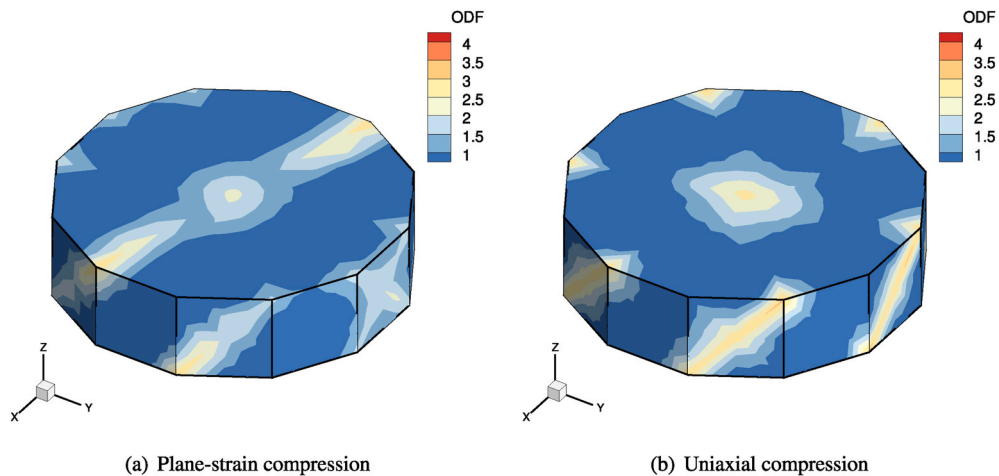 ODF
4
3.5
3
2.5
2
1.5
1
Z
X
Y
(a) Plane-strain compression
ODF
4
3.5
3
2.5
2
1.5
1
Z
X
Y
(b) Uniaxial compression